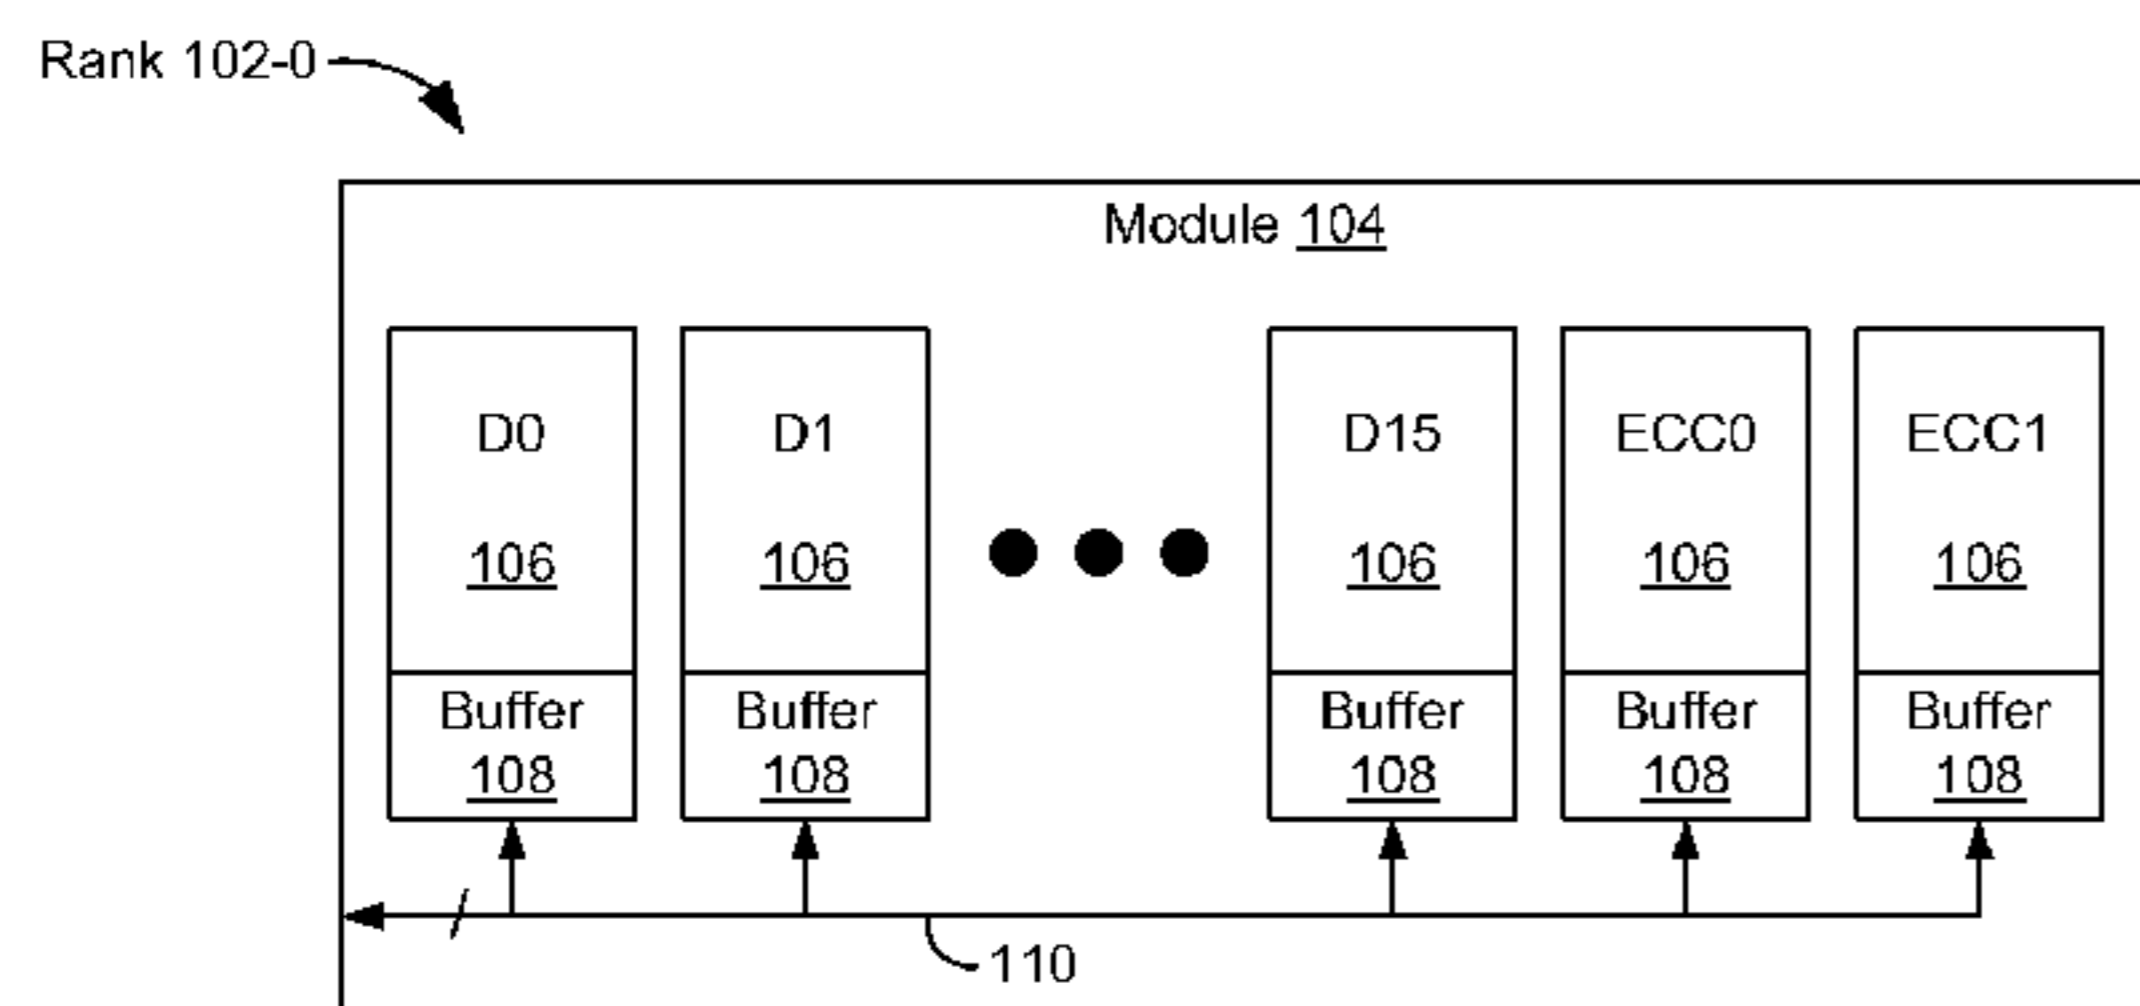 Rank 102-0
Module 104
D0 D1 D15 ECC0 ECC1
106 106 106 106 106
Buffer Buffer Buffer Buffer Buffer
108 108 108 108 108
110